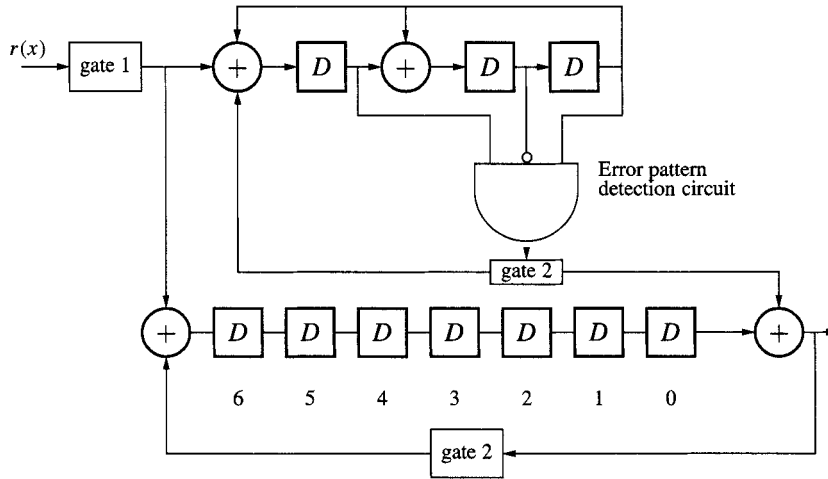 r(x)
gate 1
+
D
+
D
D
Error pattern
detection circuit
gate 2
+
D
D
D
D
D
D
D
+
6
5
4
3
2
1
0
gate 2